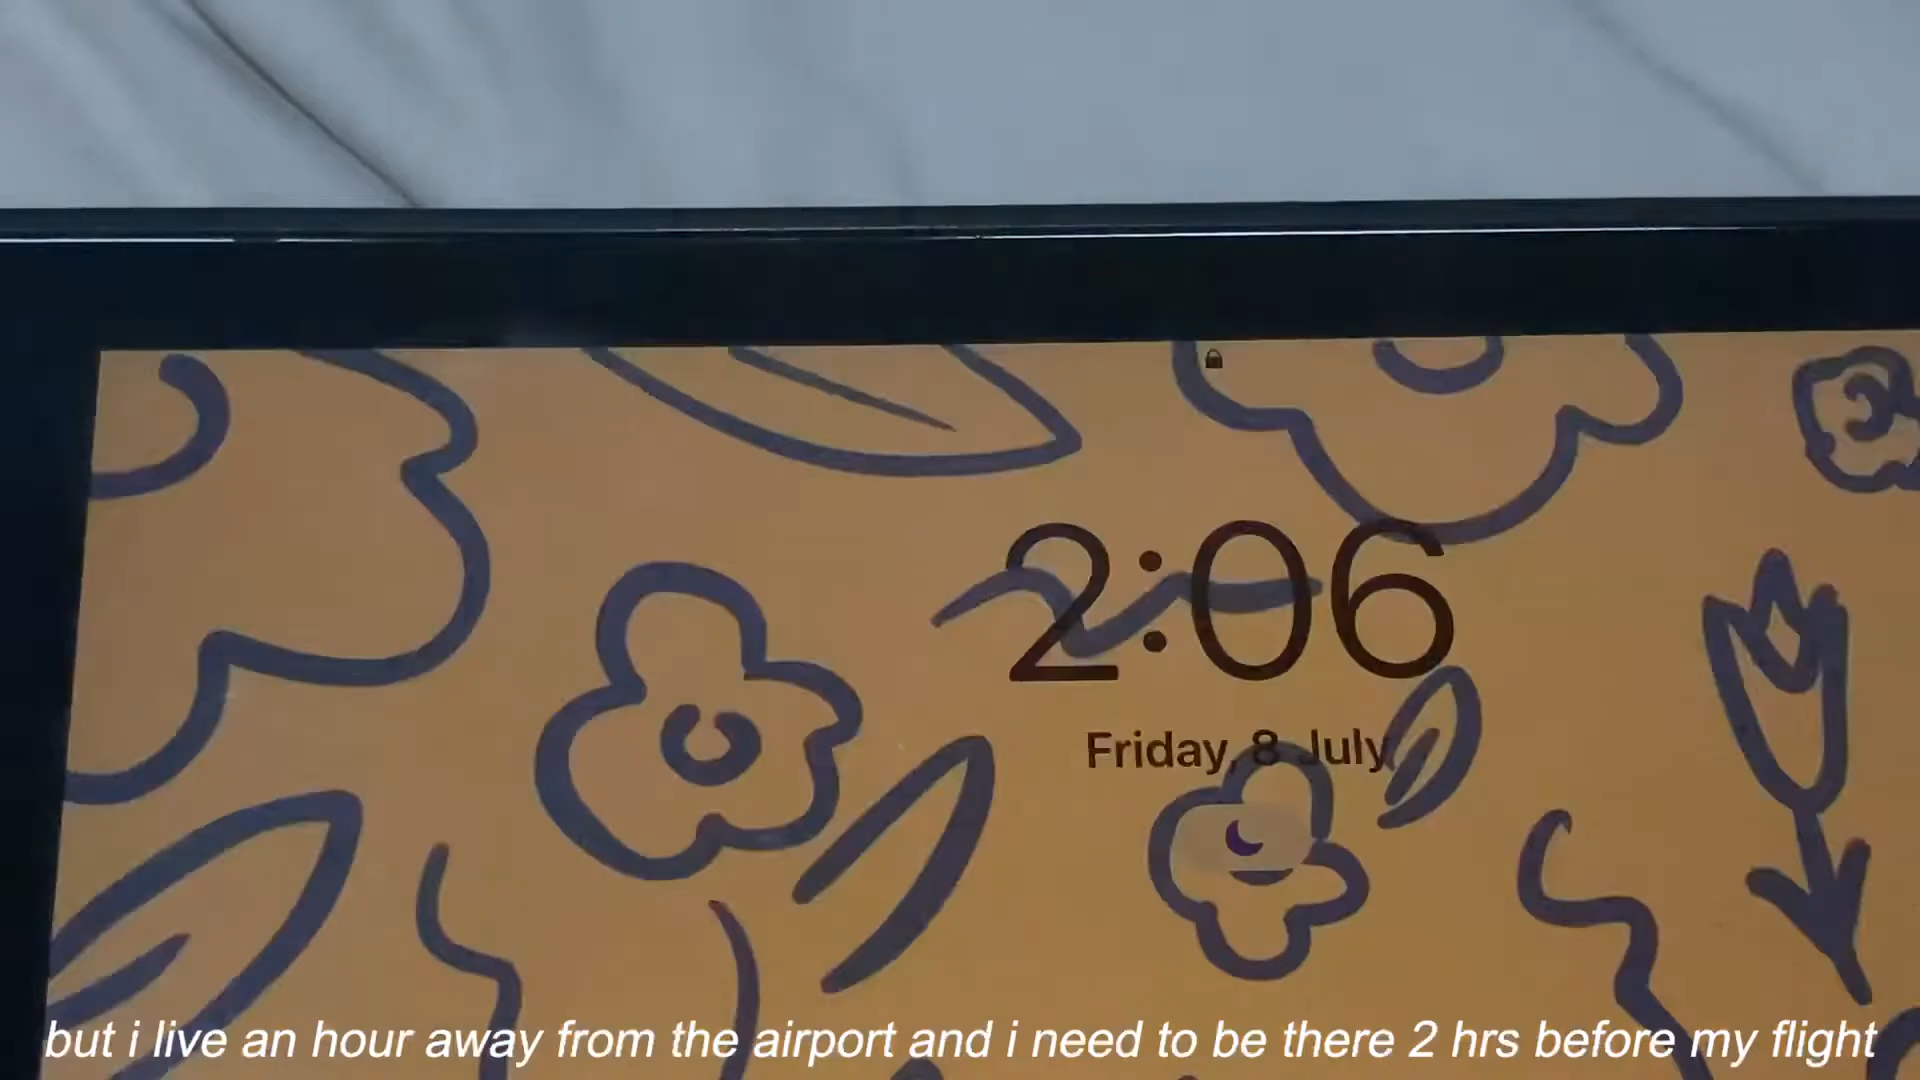 2:06
Friday, 8 July
but i live an hour away from the airport and i need to be there 2 hrs before my flight